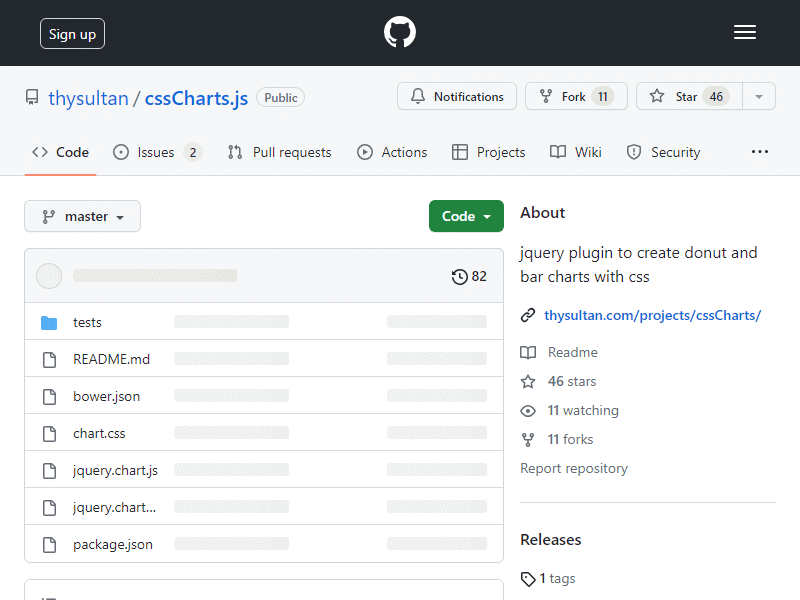 Sign up
thysultan / cssCharts.js Public
Notifications
Fork 11
Star 46
Code
Issues 2
Pull requests
Actions
Projects
Wiki
Security
master
Code
82
tests
README.md
bower.json
chart.css
jquery.chart.js
jquery.chart...
package.json
About
jquery plugin to create donut and
bar charts with css
thysultan.com/projects/cssCharts/
Readme
46 stars
11 watching
11 forks
Report repository
Releases
1 tags